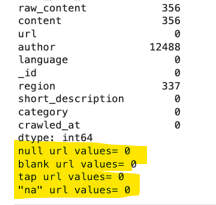 raw_content 356
content 356
url 0
author 12488
language 0
_id 0
region 337
short_description 0
category 0
crawled_at 0
dtype: int64
null url values= 0
blank url values= 0
tap url values= 0
"na" url values= 0